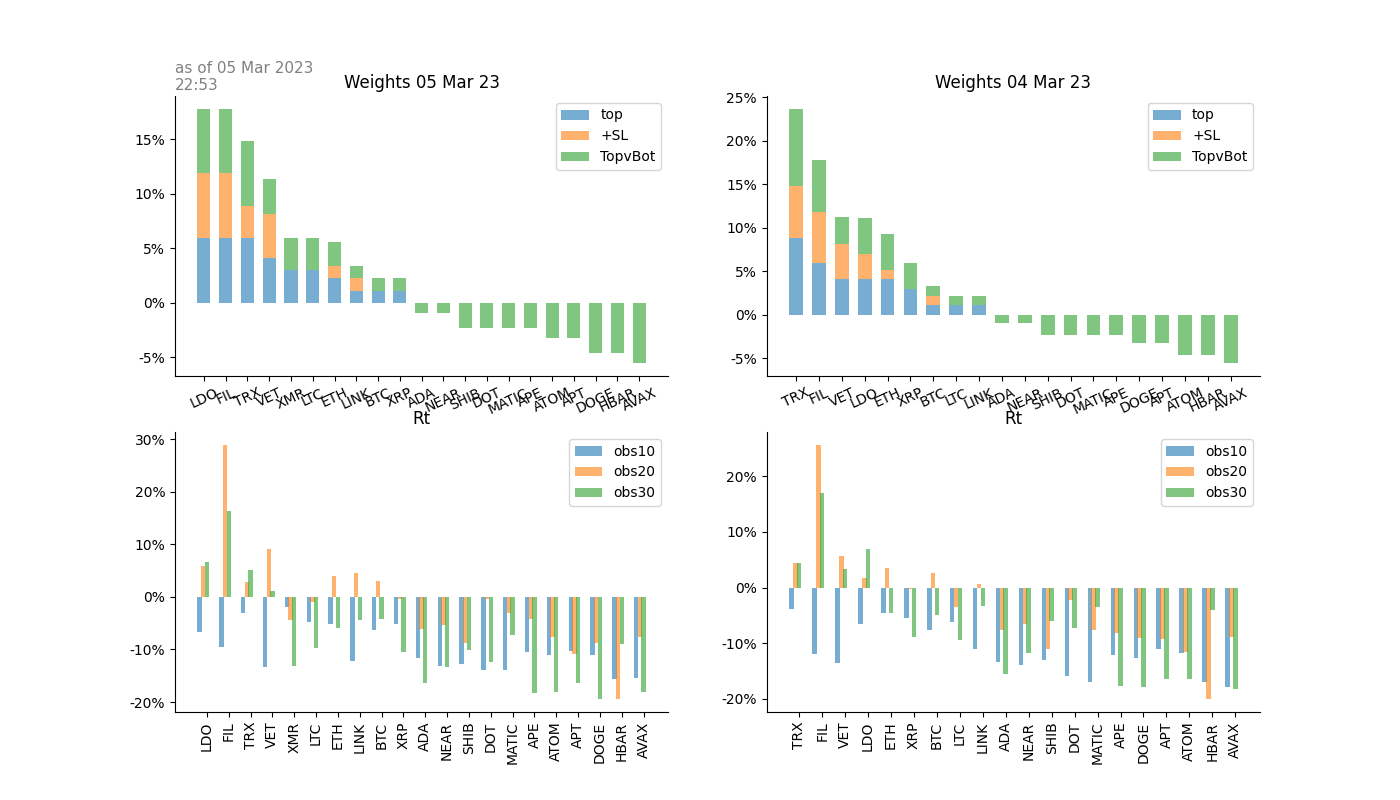 as of 05 Mar 2023
22:53
Weights 05 Mar 23
15%
10%
5%
0%
-5%
top
+SL
TopvBot
LDO FIL TRX VET XMR LTC ETH LINK BTC XRP ADA NEAR SHIB DOT MATIC APE ATOM APT DOGE HBAR AVAX
Weights 04 Mar 23
25%
20%
15%
10%
5%
0%
-5%
top
+SL
TopvBot
TRX FIL VET LDO ETH XRP BTC LTC LINK ADA NEAR SHIB DOT MATIC APE DOGE APT ATOM HBAR AVAX
Rt
30%
20%
10%
0%
-10%
-20%
obs10
obs20
obs30
LDO FIL TRX VET XMR LTC ETH LINK BTC XRP ADA NEAR SHIB DOT MATIC APE ATOM APT DOGE HBAR AVAX
Rt
20%
10%
0%
-10%
-20%
obs10
obs20
obs30
TRX FIL VET LDO ETH XRP BTC LTC LINK ADA NEAR SHIB DOT MATIC APE DOGE APT ATOM HBAR AVAX